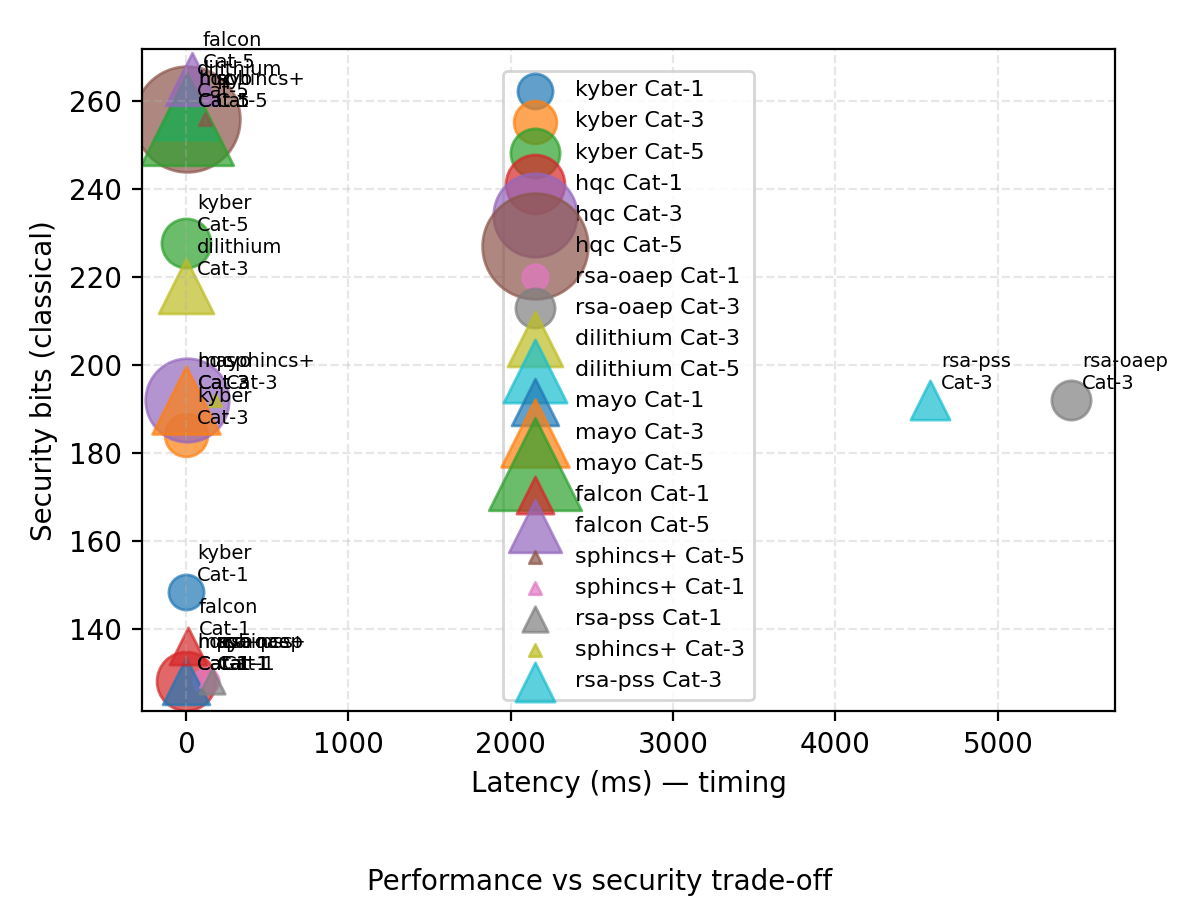 falcon
Cat-5
dilithium
260
240
kyber
Cat-5
dilithium
Cat-3
220
200
kyber
Cat-3
180
rsa-pss
Cat-3
rsa-oaep
Cat-3
160
kyber
Cat-1
falcon
Cat-1
140
Security bits (classical)
kyber Cat-1
kyber Cat-3
kyber Cat-5
hqc Cat-1
hqc Cat-3
hqc Cat-5
rsa-oaep Cat-1
rsa-oaep Cat-3
dilithium Cat-3
dilithium Cat-5
mayo Cat-1
mayo Cat-3
mayo Cat-5
falcon Cat-1
falcon Cat-5
sphincs+ Cat-5
sphincs+ Cat-1
rsa-pss Cat-1
sphincs+ Cat-3
rsa-pss Cat-3
0 1000 2000 3000 4000 5000
Latency (ms) — timing
Performance vs security trade-off